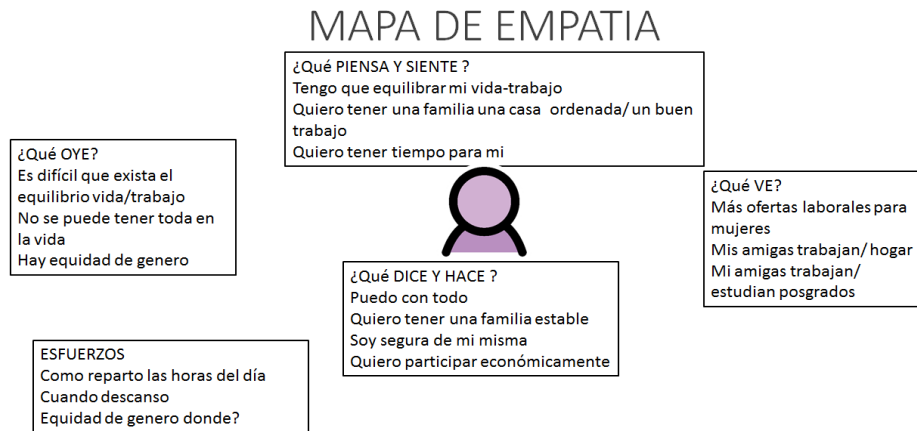 MAPA DE EMPATIA
¿Qué PIENSA Y SIENTE ?
Tengo que equilibrar mi vida-trabajo
Quiero tener una familia una casa ordenada/ un buen
trabajo
Quiero tener tiempo para mi
¿Qué OYE?
Es difícil que exista el
equilibrio vida/trabajo
No se puede tener toda en
la vida
Hay equidad de genero
¿Qué VE?
Más ofertas laborales para
mujeres
Mis amigas trabajan/ hogar
Mi amigas trabajan/
estudian posgrados
¿Qué DICE Y HACE ?
Puedo con todo
Quiero tener una familia estable
Soy segura de mi misma
Quiero participar económicamente
ESFUERZOS
Como reparto las horas del día
Cuando descanso
Equidad de genero donde?